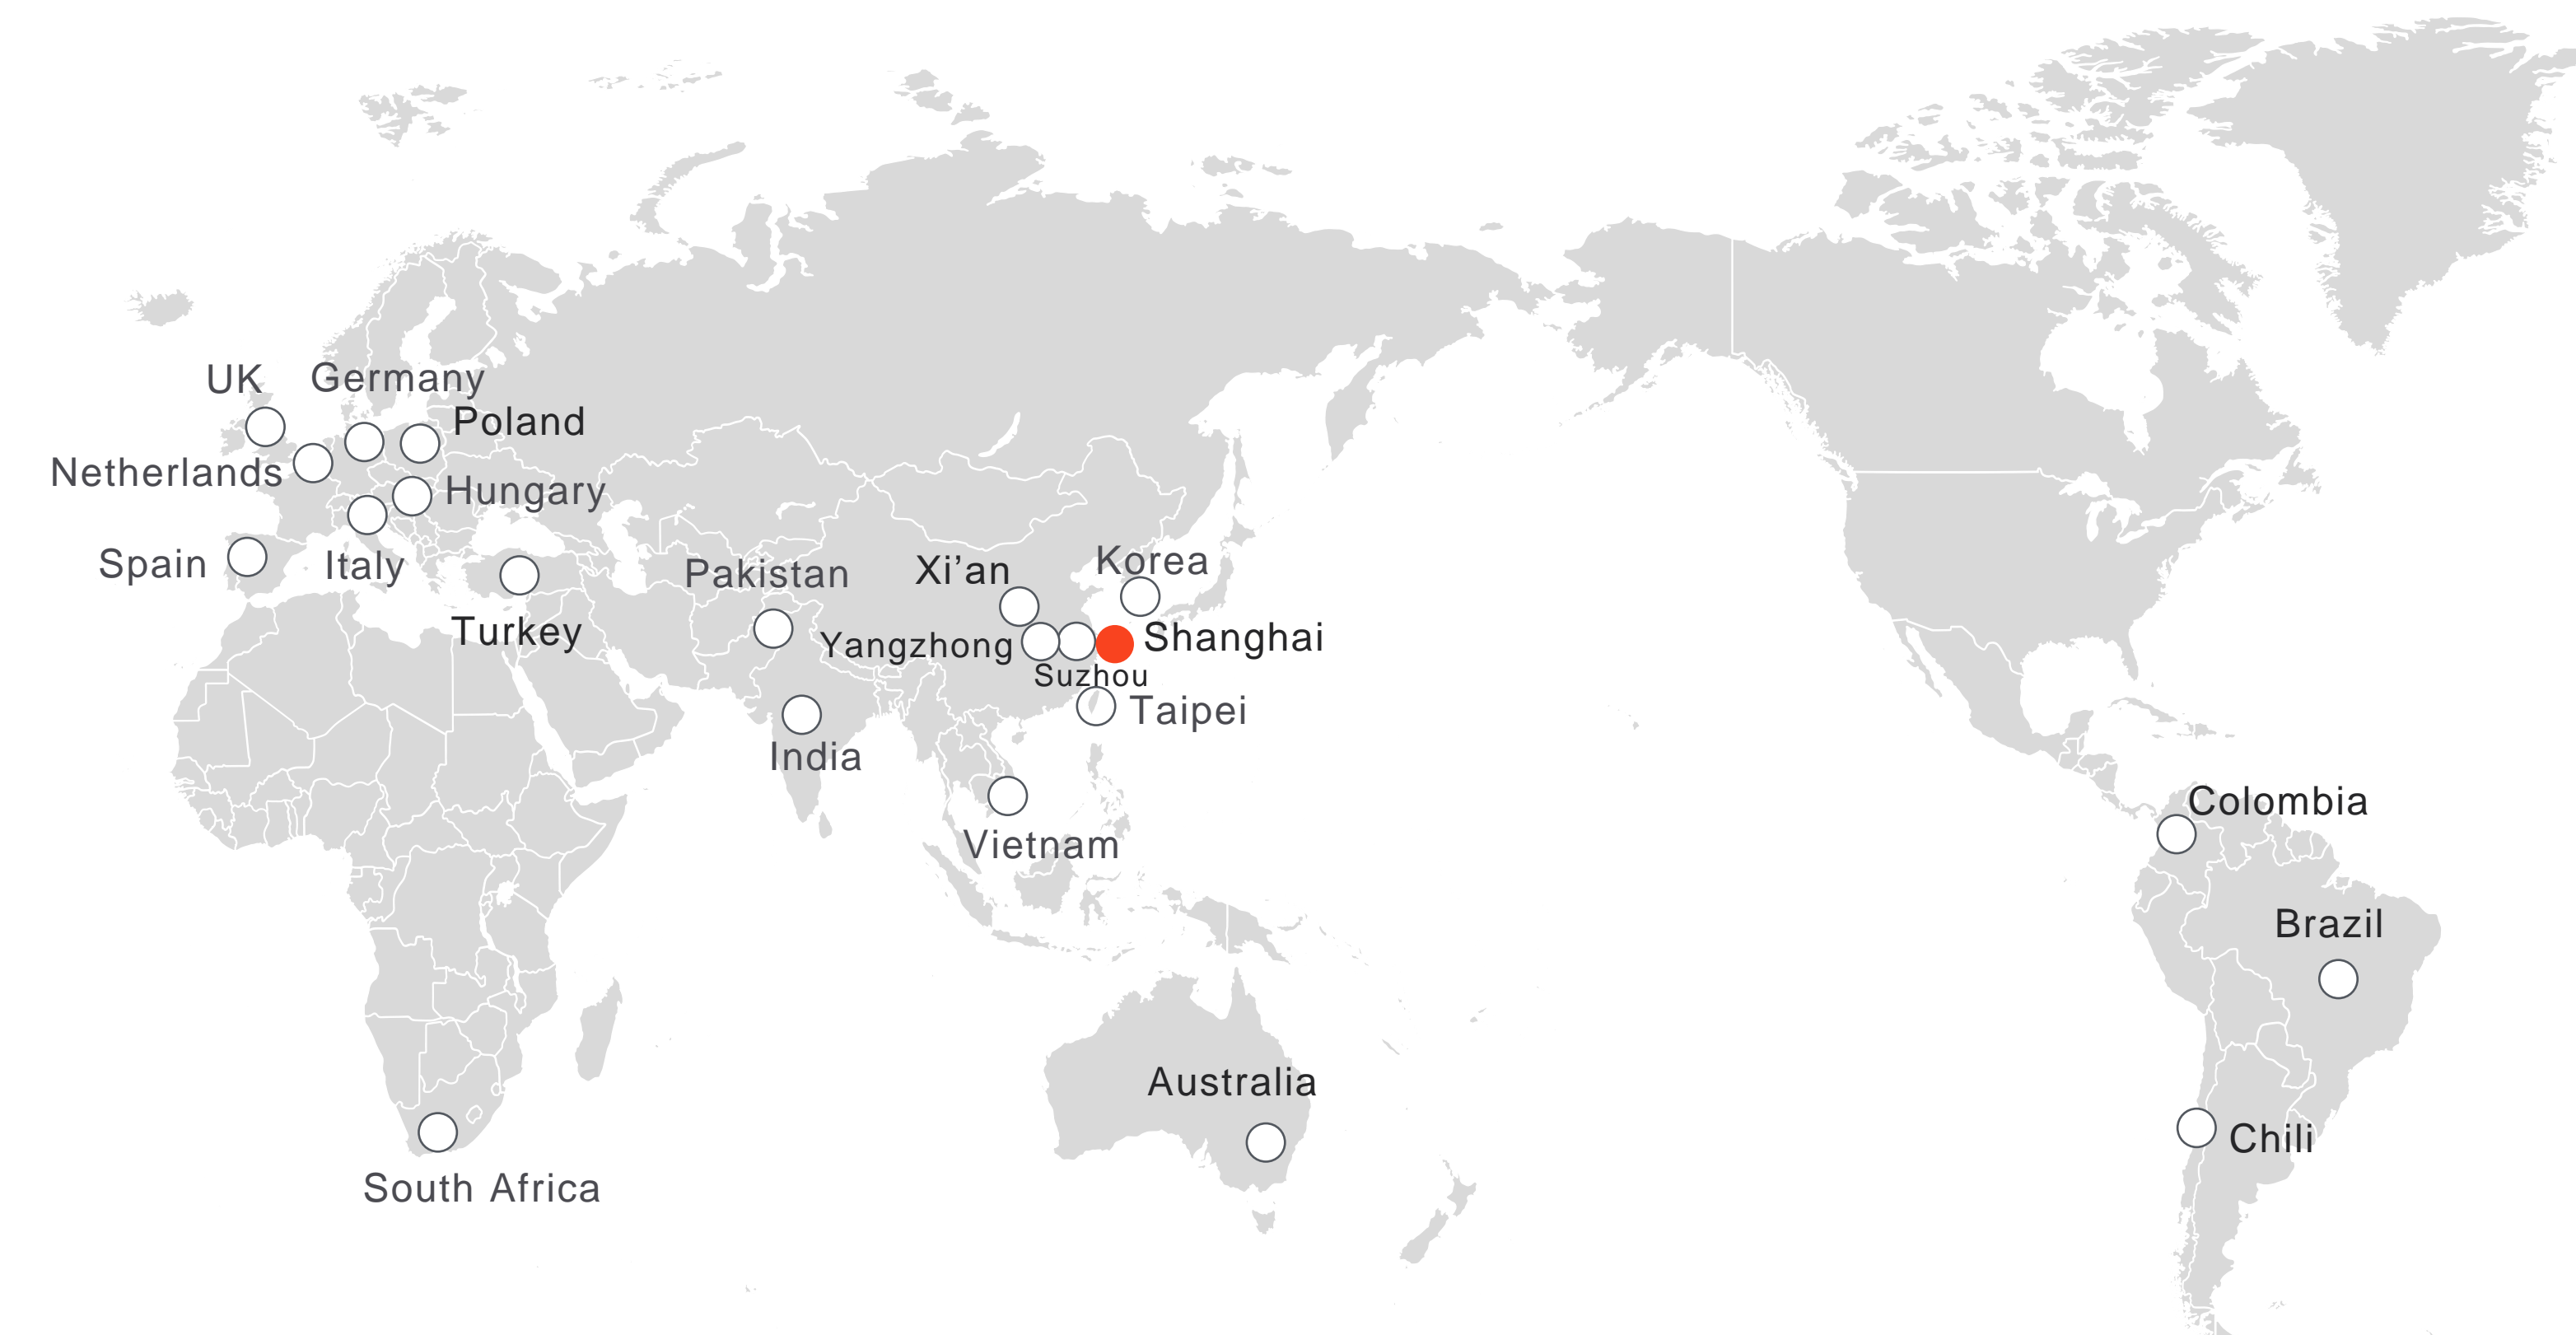 UK
Germany
Poland
Netherlands
Hungary
Spain
Italy
Turkey
Pakistan
Xi’an
Korea
Yangzhong
Shanghai
Suzhou
Taipei
India
Vietnam
Colombia
Brazil
Australia
Chili
South Africa